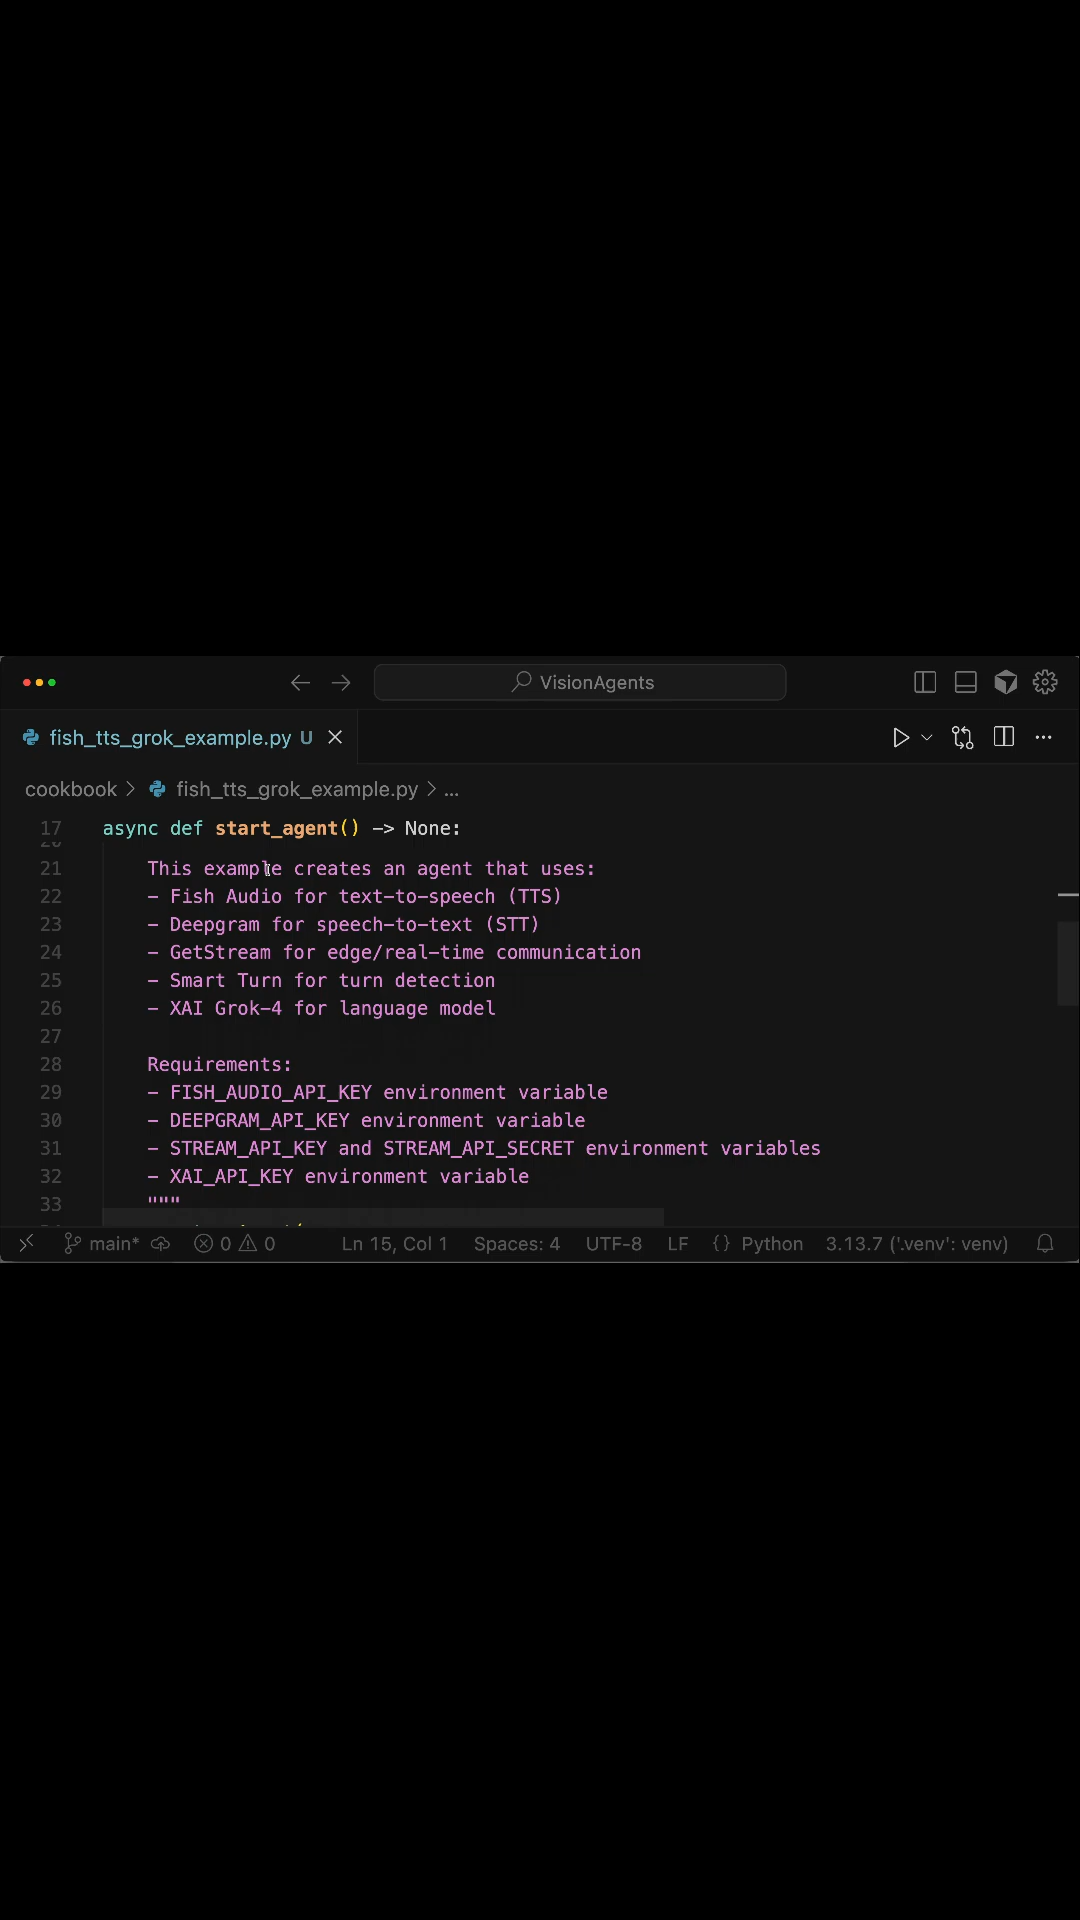 VisionAgents
fish_tts_grok_example.py U
cookbook > fish_tts_grok_example.py > ...
17 async def start_agent() -> None:
21 This example creates an agent that uses:
22 - Fish Audio for text-to-speech (TTS)
23 - Deepgram for speech-to-text (STT)
24 - GetStream for edge/real-time communication
25 - Smart Turn for turn detection
26 - XAI Grok-4 for language model
27
28 Requirements:
29 - FISH_AUDIO_API_KEY environment variable
30 - DEEPGRAM_API_KEY environment variable
31 - STREAM_API_KEY and STREAM_API_SECRET environment variables
32 - XAI_API_KEY environment variable
33 """
main* 0 0 Ln 15, Col 1 Spaces: 4 UTF-8 LF {} Python 3.13.7 ('.venv': venv)